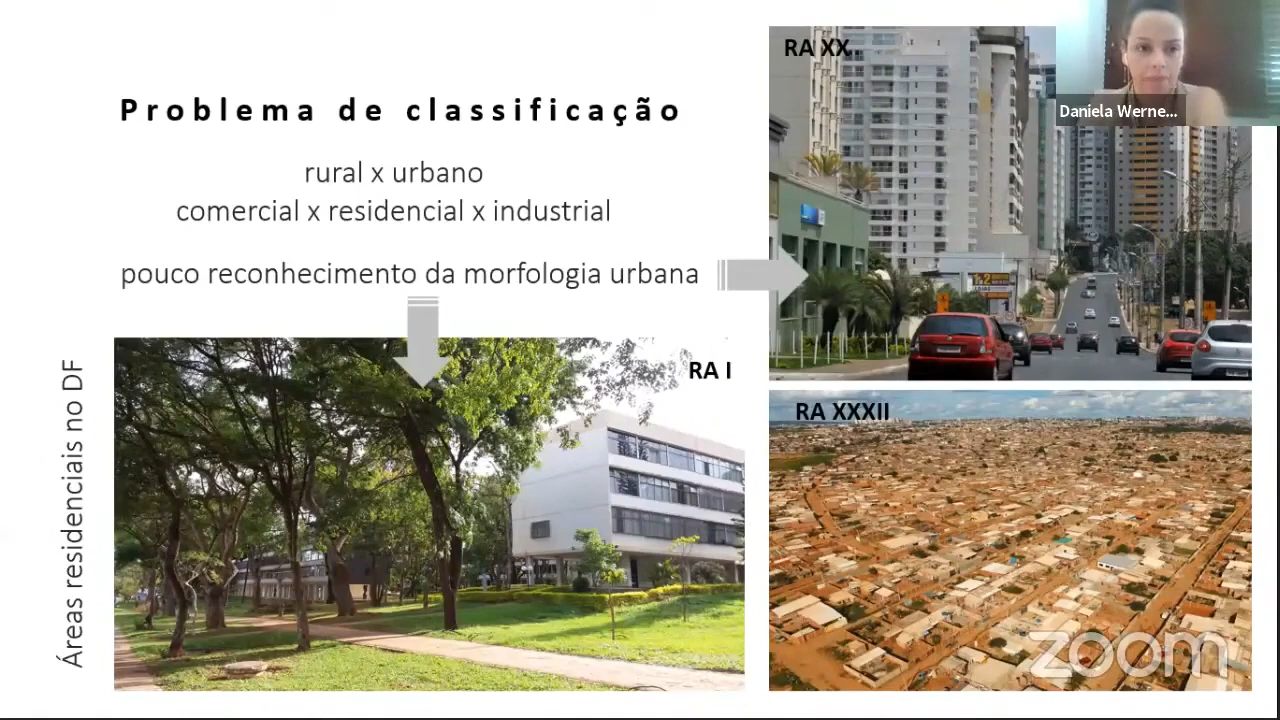 Problema de classificação
rural x urbano
comercial x residencial x industrial
pouco reconhecimento da morfologia urbana
Áreas residenciais no DF
RA I
RA XX
Daniela Werne...
RA XXXII
zoom